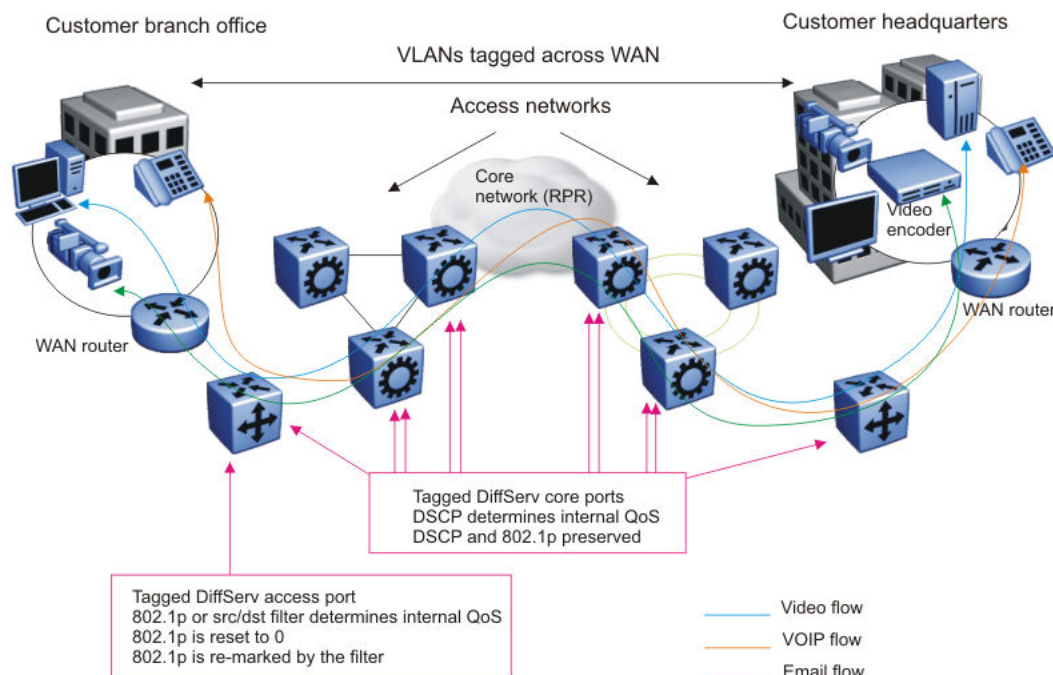 Customer branch office
Customer headquarters
VLANs tagged across WAN
Access networks
Core
network (RPR)
Video
encoder
WAN router
WAN router
Tagged DiffServ core ports
DSCP determines internal QoS
DSCP and 802.1p preserved
Tagged DiffServ access port
802.1p or src/dst filter determines internal QoS
802.1p is reset to 0
802.1p is re-marked by the filter
Video flow
VOIP flow
Email flow